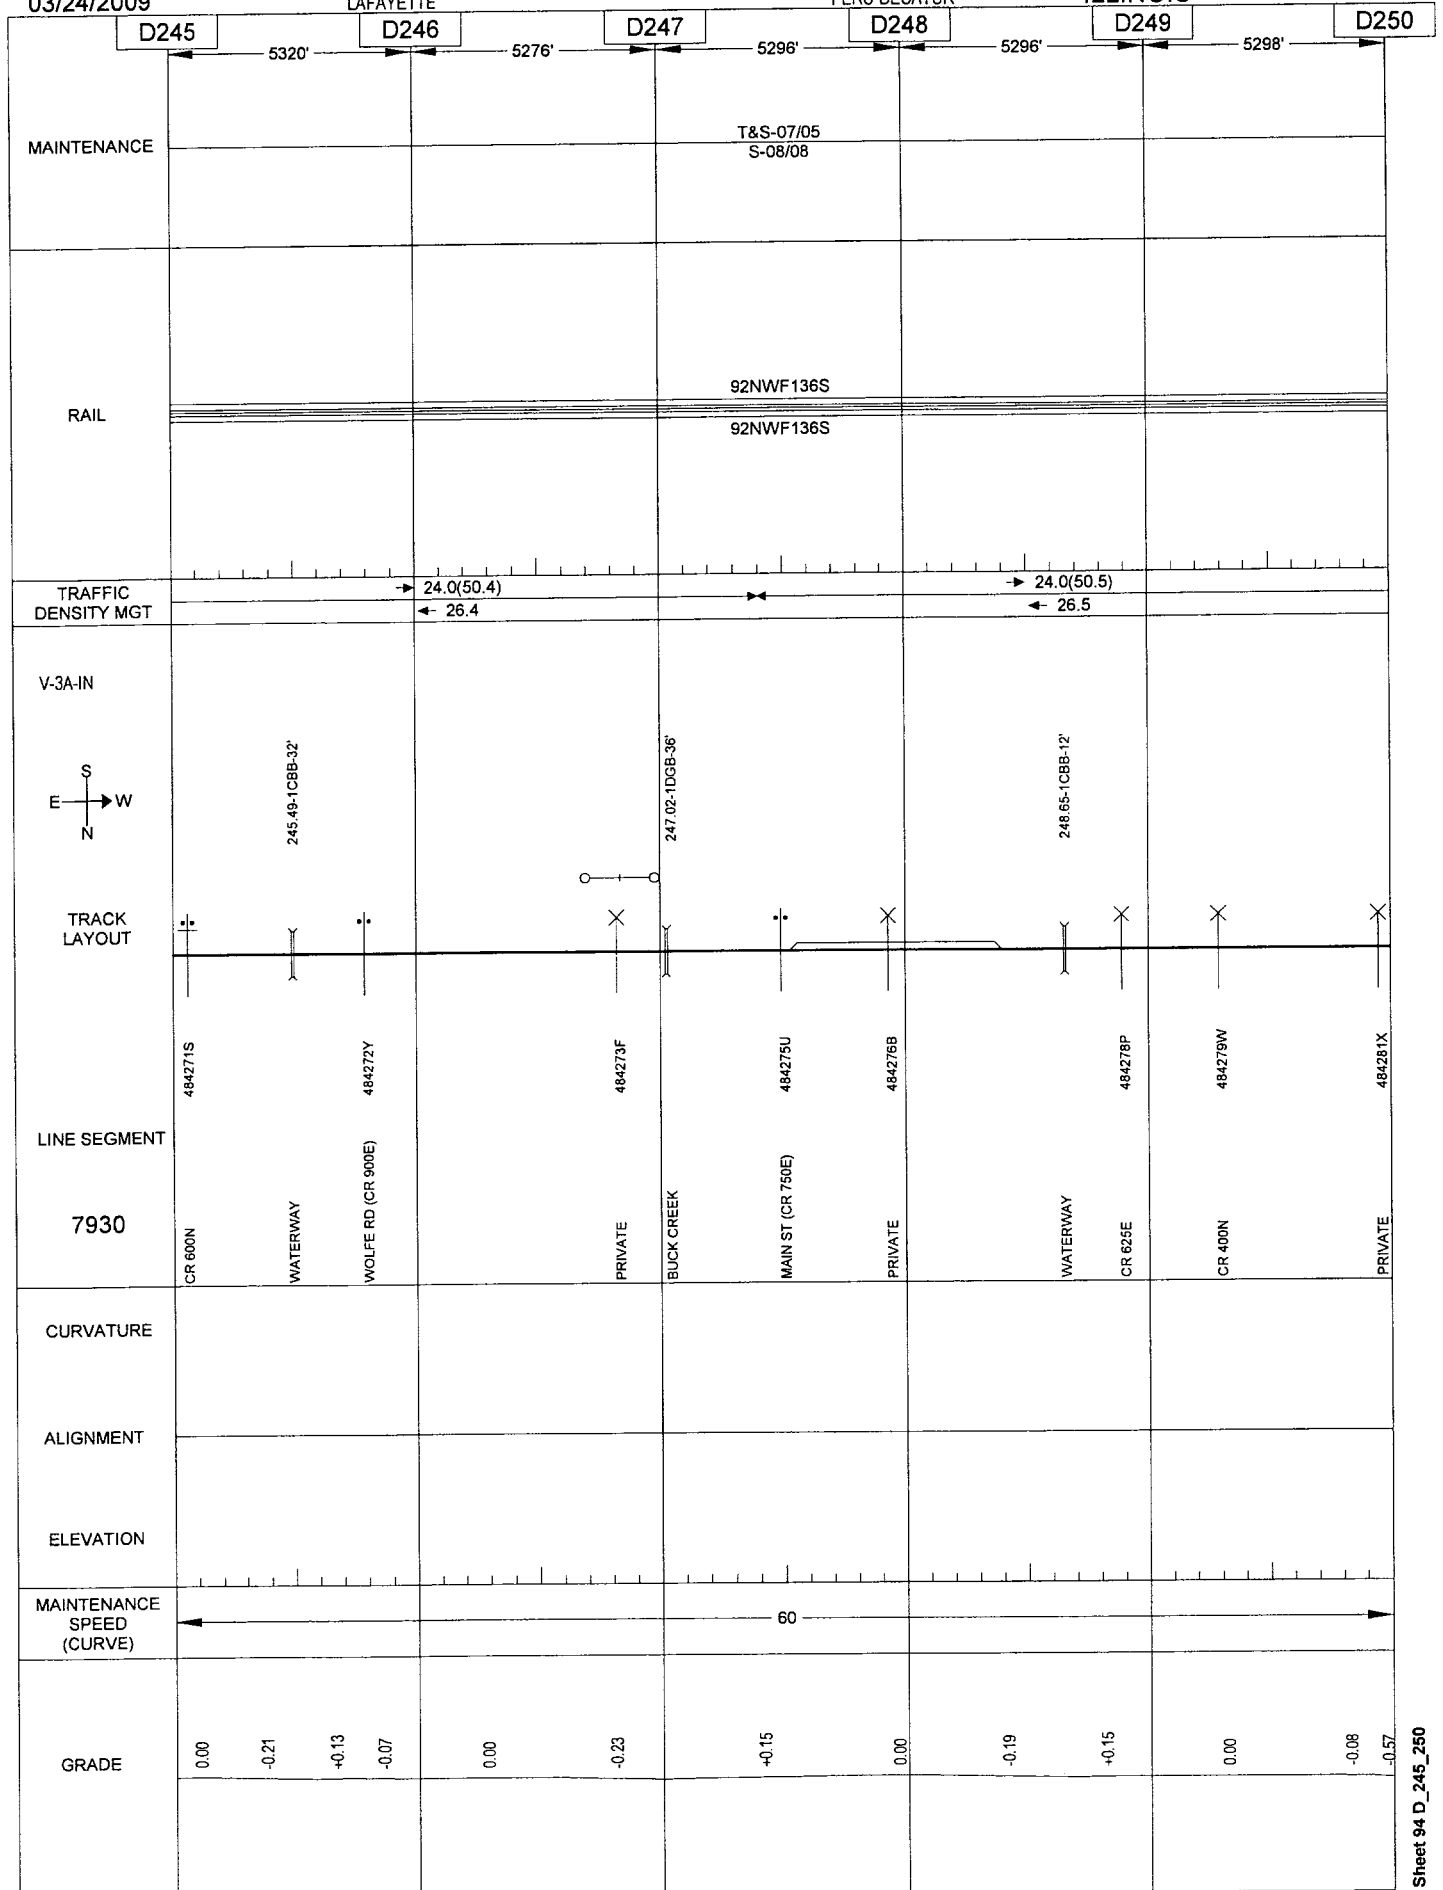 03/24/2009
LAFAYETTE
PERU-DECATUR
ILLINOIS
D245 D246 D247 D248 D249 D250
5320' 5276' 5296' 5296' 5298'
MAINTENANCE
T&S-07/05
S-08/08
RAIL
92NWF136S
92NWF136S
TRAFFIC
DENSITY MGT
24.0(50.4) 24.0(50.5)
26.4 26.5
V-3A-IN
S
E W
N
245.49-1CBB-32'
247.02-1DGB-36'
248.65-1CBB-12'
TRACK
LAYOUT
484271S
484272Y
484273F
484275U
484276B
484278P
484279W
484281X
LINE SEGMENT
7930
CR 600N
WATERWAY
WOLFE RD (CR 900E)
PRIVATE
BUCK CREEK
MAIN ST (CR 750E)
PRIVATE
WATERWAY
CR 625E
CR 400N
PRIVATE
CURVATURE
ALIGNMENT
ELEVATION
MAINTENANCE
SPEED
(CURVE)
60
GRADE
0.00
-0.21
+0.13
-0.07
0.00
-0.23
+0.15
0.00
-0.19
+0.15
0.00
-0.08
-0.57
Sheet 94 D_245_250